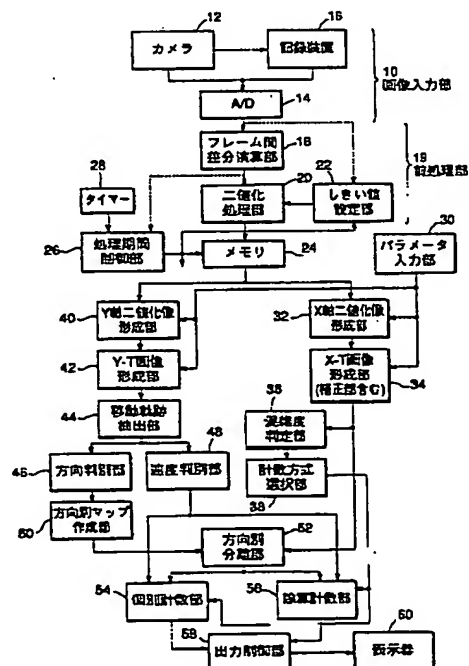 12
カメラ
16
記録装置
10
画像入力部
A/D
14
フレーム間
差分演算部
18
19
前処理部
28
タイマー
20
二値化
処理部
22
しきい値
設定部
26
処理期間
制御部
メモリ
24
30
パラメータ
入力部
40
Y軸二値化像
形成部
32
X軸二値化像
形成部
42
Y-T画像
形成部
X-T画像
形成部
(補正部含む)
34
44
移動軌跡
抽出部
36
混雑度
判定部
46
方向判別部
48
速度判別部
計数方式
選択部
38
50
方向別マップ
作成部
52
方向別
分離部
54
個別計数部
56
除算計数部
58
出力制御部
60
表示器